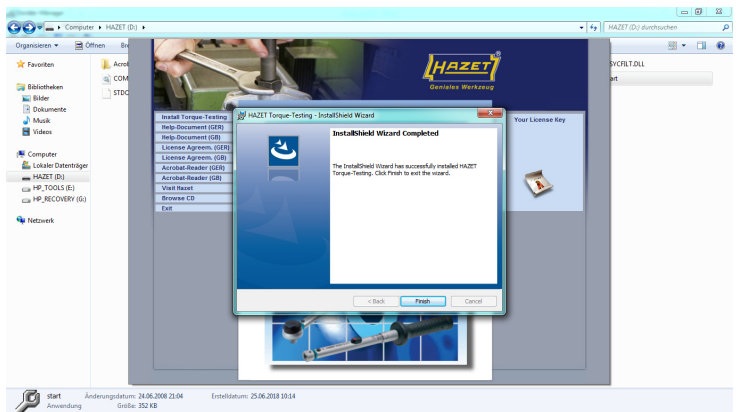 Computer ▸ HAZET (D:) ▸
HAZET (D:) durchsuchen
Organisieren
Öffnen
Favoriten
Bibliotheken
Bilder
Dokumente
Musik
Videos
Computer
Lokaler Datenträger
HAZET (D:)
HP_TOOLS (E:)
HP_RECOVERY (G:)
Netzwerk
HAZET
Geniales Werkzeug
Install Torque-Testing
Help-Document (GER)
Help-Document (GB)
License Agreem. (GER)
License Agreem. (GB)
Acrobat-Reader (GER)
Acrobat-Reader (GB)
Visit Hazet
Browse CD
Exit
HAZET Torque-Testing - InstallShield Wizard
InstallShield Wizard Completed
The InstallShield Wizard has successfully installed HAZET
Torque-Testing. Click Finish to exit the wizard.
< Back
Finish
Cancel
Your License Key
SYCFILT.DLL
start
Änderungsdatum: 24.06.2008 21:04
Erstelldatum: 25.06.2018 10:14
Anwendung
Größe: 352 KB